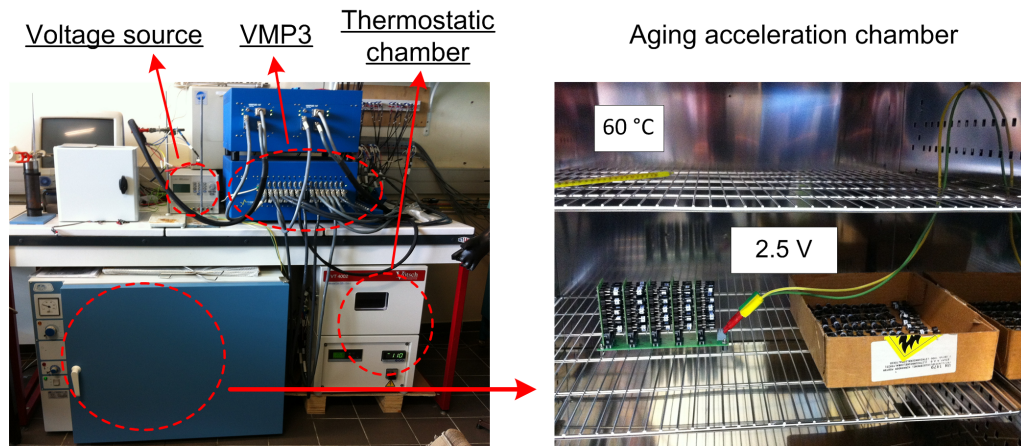 Voltage source
VMP3
Thermostatic
chamber
Aging acceleration chamber
60 °C
2.5 V